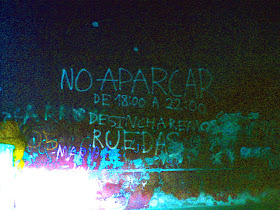 NO APARCAR
DE 18:00 A 22:00
DESINCHAREMOS
RUEDAS